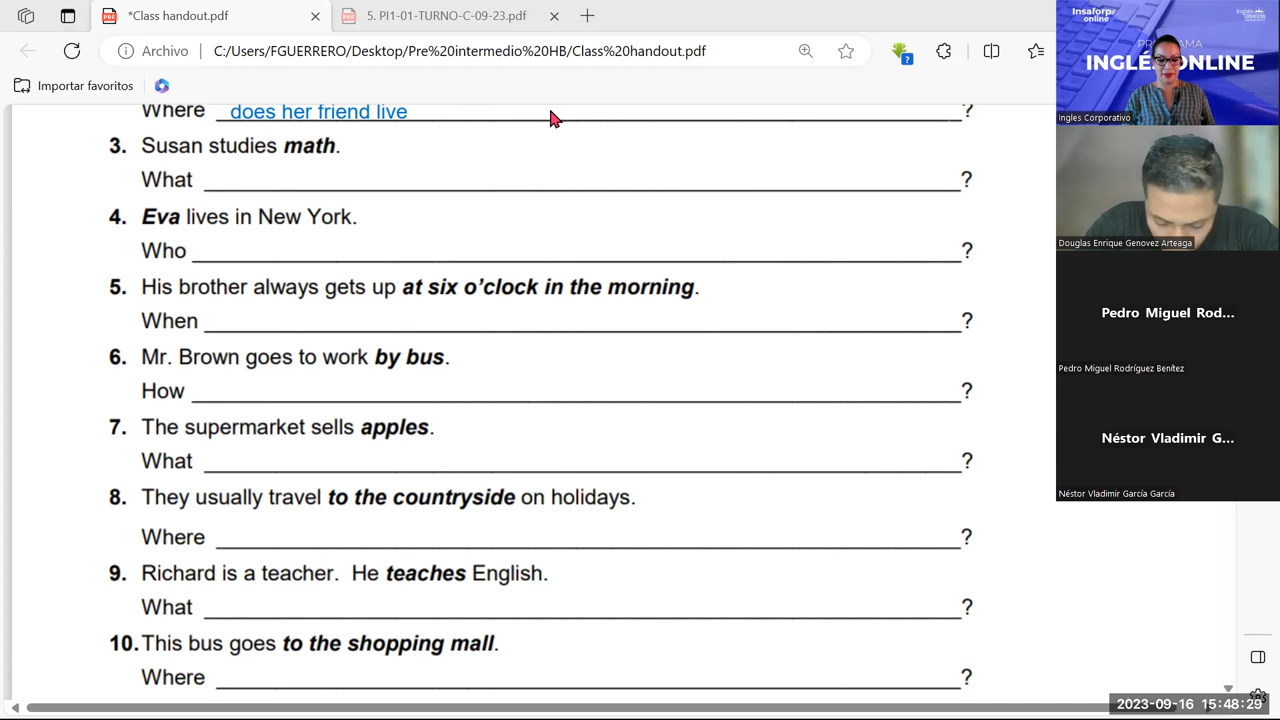 *Class handout.pdf
5. PI1-01-TURNO-C-09-23.pdf
Archivo C:/Users/FGUERRERO/Desktop/Pre%20intermedio%20HB/Class%20handout.pdf
Importar favoritos
Where does her friend live ?
3. Susan studies math.
What ?
4. Eva lives in New York.
Who ?
5. His brother always gets up at six o'clock in the morning.
When ?
6. Mr. Brown goes to work by bus.
How ?
7. The supermarket sells apples.
What ?
8. They usually travel to the countryside on holidays.
Where ?
9. Richard is a teacher. He teaches English.
What ?
10. This bus goes to the shopping mall.
Where ?
Insaforp
online
INGLÉS ONLINE
Ingles Corporativo
Douglas Enrique Genovez Arteaga
Pedro Miguel Rod...
Pedro Miguel Rodríguez Benítez
Néstor Vladimir G...
Néstor Vladimir García García
2023-09-16 15:48:29